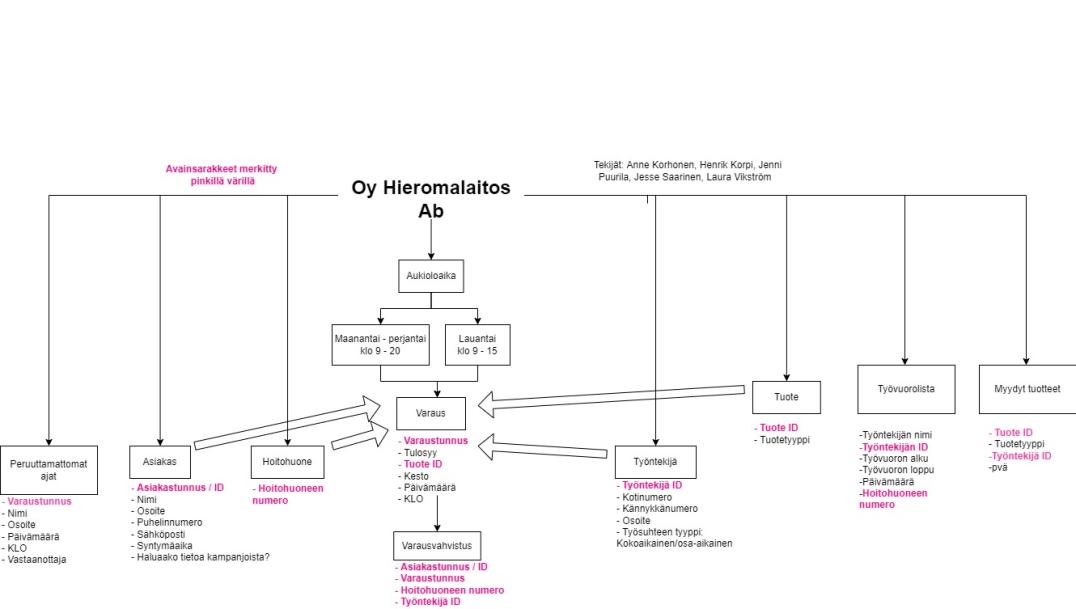 Avainsarakkeet merkitty
pinkillä värillä
Tekijät: Anne Korhonen, Henrik Korpi, Jenni
Puurila, Jesse Saarinen, Laura Vikström
Oy Hieromalaitos
Ab
Aukioloaika
Maanantai - perjantai
klo 9 - 20
Lauantai
klo 9 - 15
Peruuttamattomat
ajat
- Varaustunnus
- Nimi
- Osoite
- Päivämäärä
- KLO
- Vastaanottaja
Asiakas
- Asiakastunnus / ID
- Nimi
- Osoite
- Puhelinnumero
- Sähköposti
- Syntymäaika
- Haluaako tietoa kampanjoista?
Hoitohuone
- Hoitohuoneen
numero
Varaus
- Varaustunnus
- Tulosyy
- Tuote ID
- Kesto
- Päivämäärä
- KLO
Varausvahvistus
- Asiakastunnus / ID
- Varaustunnus
- Hoitohuoneen numero
- Työntekijä ID
Työntekijä
- Työntekijä ID
- Kotinumero
- Kännykkänumero
- Osoite
- Työsuhteen tyyppi:
Kokoaikainen/osa-aikainen
Tuote
- Tuote ID
- Tuotetyyppi
Työvuorolista
-Työntekijän nimi
-Työntekijän ID
-Työvuoron alku
-Työvuoron loppu
-Päivämäärä
-Hoitohuoneen
numero
Myydyt tuotteet
- Tuote ID
- Tuotetyyppi
-Työntekijä ID
-pvä